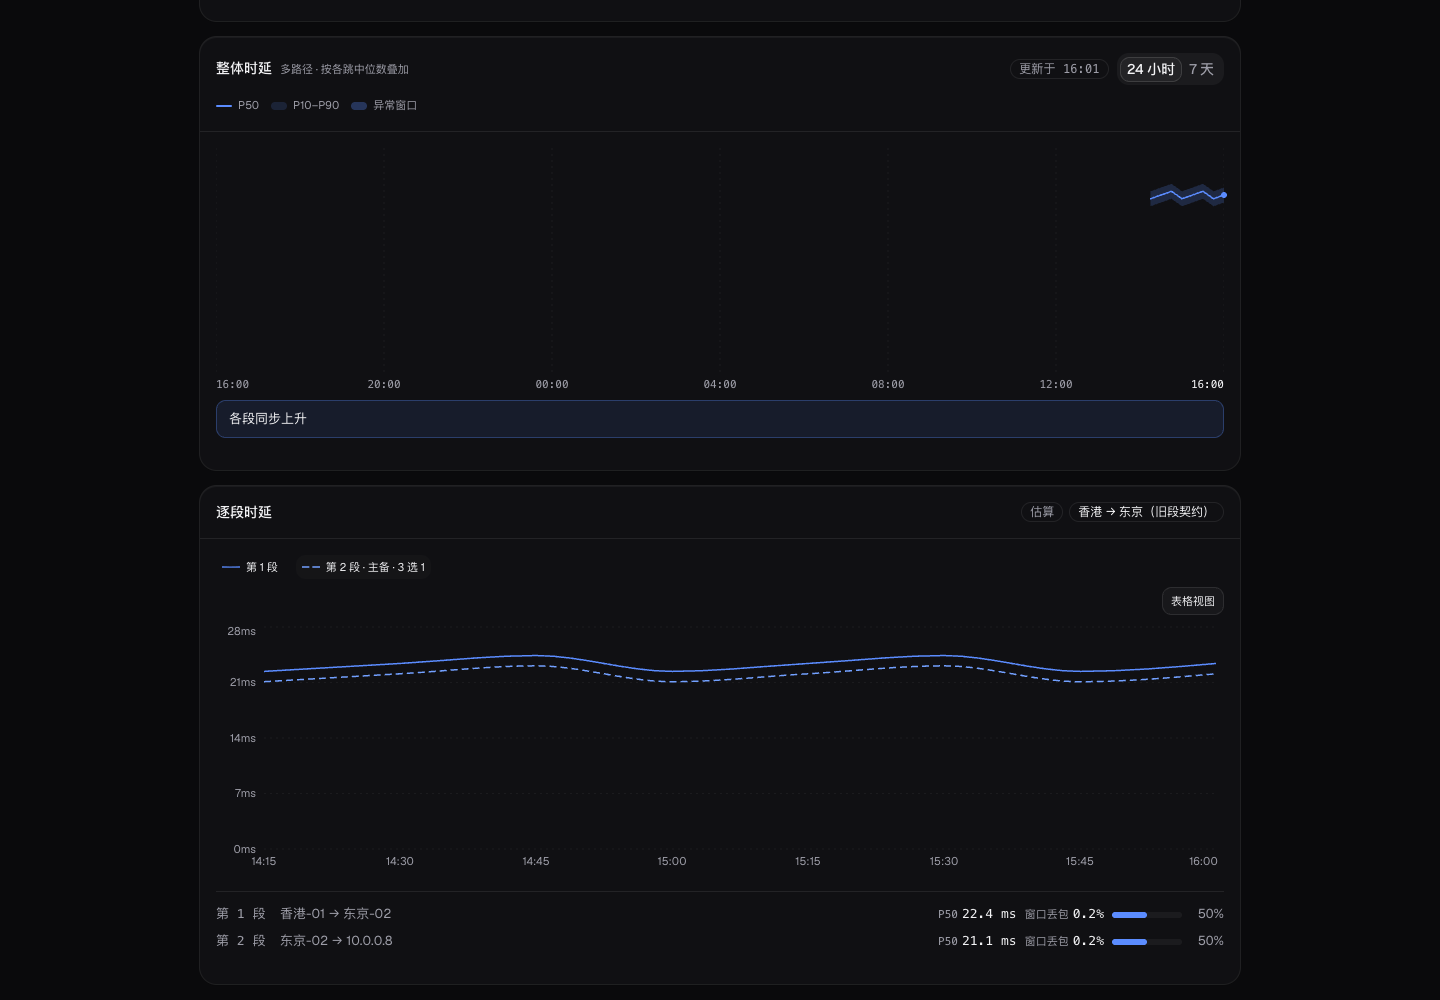 整体时延 多路径 · 按各跳中位数叠加 更新于 16:01 24 小时 7 天
P50 P10–P90 异常窗口
16:00 20:00 00:00 04:00 08:00 12:00 16:00
各段同步上升
逐段时延 估算 香港 → 东京（旧段契约）
第 1 段 第 2 段 · 主备 · 3 选 1
表格视图
28ms
21ms
14ms
7ms
0ms
14:15 14:30 14:45 15:00 15:15 15:30 15:45 16:00
第 1 段 香港-01 → 东京-02 P50 22.4 ms 窗口丢包 0.2% 50%
第 2 段 东京-02 → 10.0.0.8 P50 21.1 ms 窗口丢包 0.2% 50%